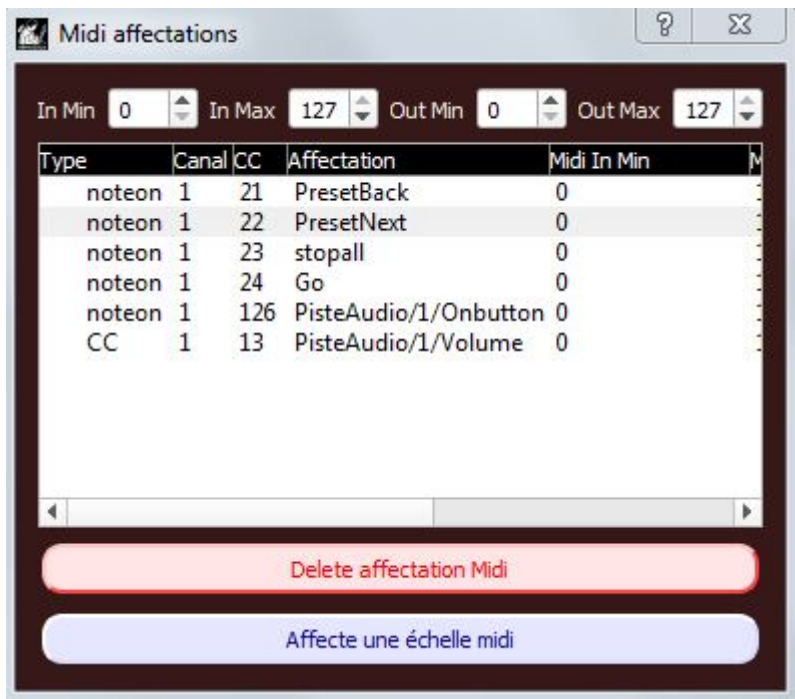 Midi affectations
In Min 0 In Max 127 Out Min 0 Out Max 127
Type Canal CC Affectation Midi In Min
noteon 1 21 PresetBack 0
noteon 1 22 PresetNext 0
noteon 1 23 stopall 0
noteon 1 24 Go 0
noteon 1 126 PisteAudio/1/Onbutton 0
CC 1 13 PisteAudio/1/Volume 0
Delete affectation Midi
Affecte une échelle midi